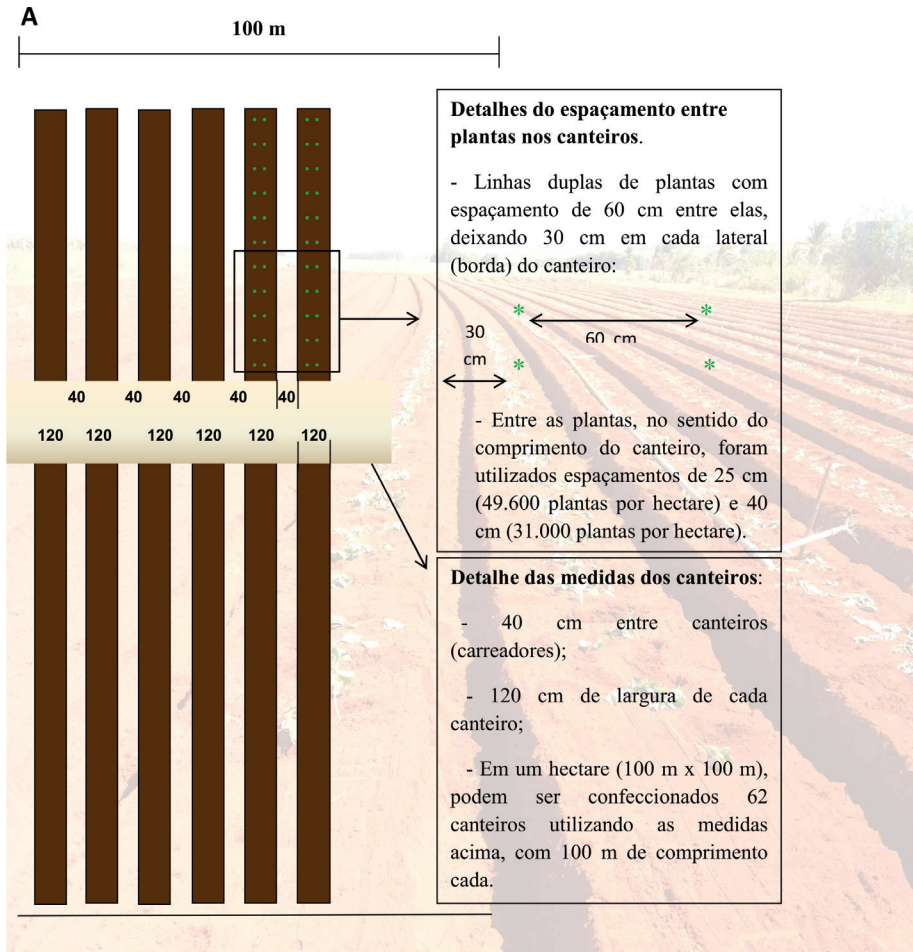 A
100 m
Detalhes do espaçamento entre
plantas nos canteiros.
- Linhas duplas de plantas com
espaçamento de 60 cm entre elas,
deixando 30 cm em cada lateral
(borda) do canteiro:
* *
30
cm
60 cm
* *
- Entre as plantas, no sentido do
comprimento do canteiro, foram
utilizados espaçamentos de 25 cm
(49.600 plantas por hectare) e 40
cm (31.000 plantas por hectare).
40 40 40 40 40
120 120 120 120 120 120
Detalhe das medidas dos canteiros:
- 40 cm entre canteiros
(carreadores);
- 120 cm de largura de cada
canteiro;
- Em um hectare (100 m x 100 m),
podem ser confeccionados 62
canteiros utilizando as medidas
acima, com 100 m de comprimento
cada.